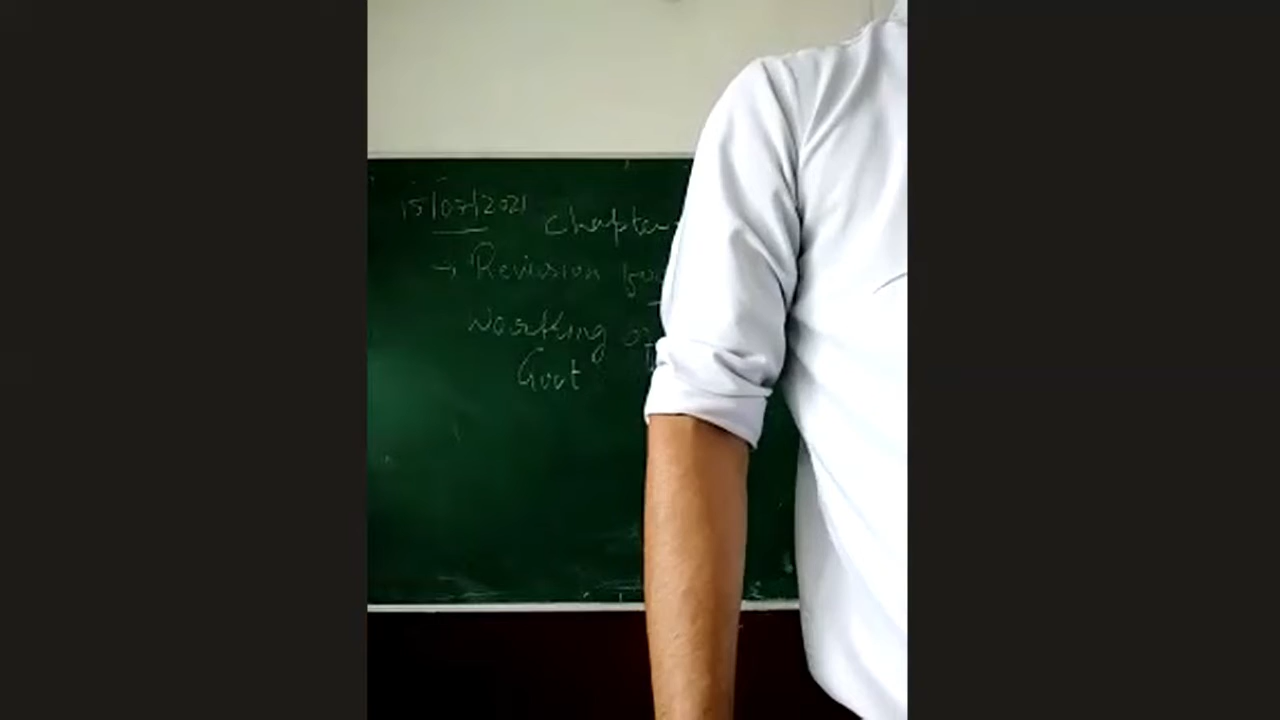 15/07/2021
Chapter
→ Revision
Working of
Govt